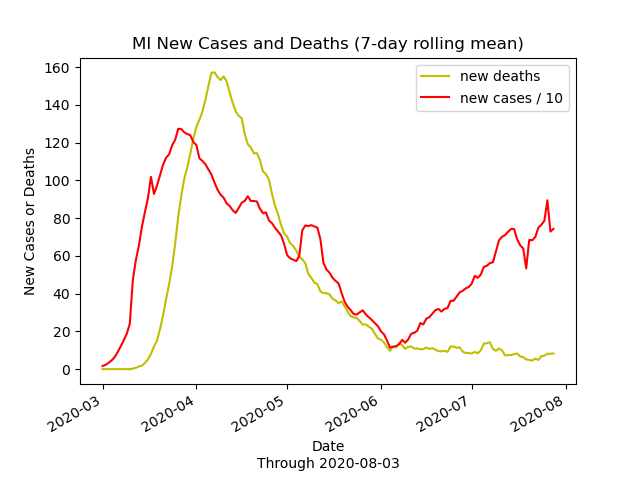 MI New Cases and Deaths (7-day rolling mean)
new deaths
new cases / 10
160
140
120
100
80
60
40
20
0
New Cases or Deaths
2020-03
2020-04
2020-05
2020-06
2020-07
2020-08
Date
Through 2020-08-03